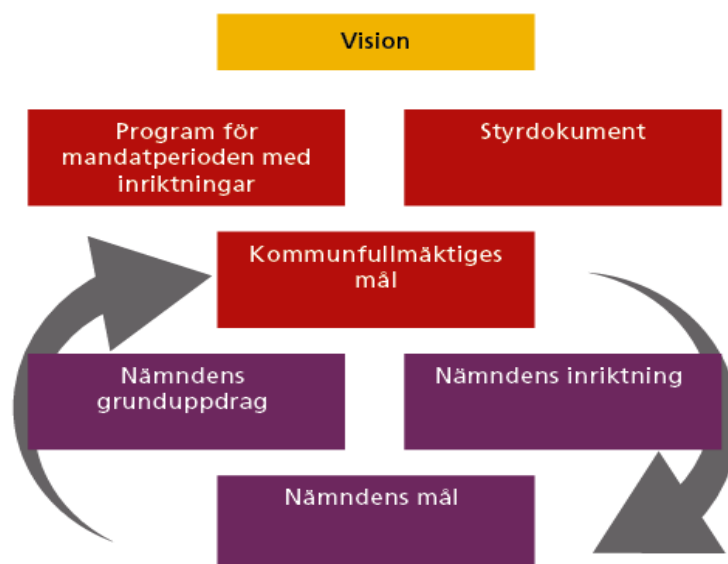 Vision
Program för
mandatperioden med
inriktningar
Styrdokument
Kommunfullmäktiges
mål
Nämndens
grunduppdrag
Nämndens inriktning
Nämndens mål